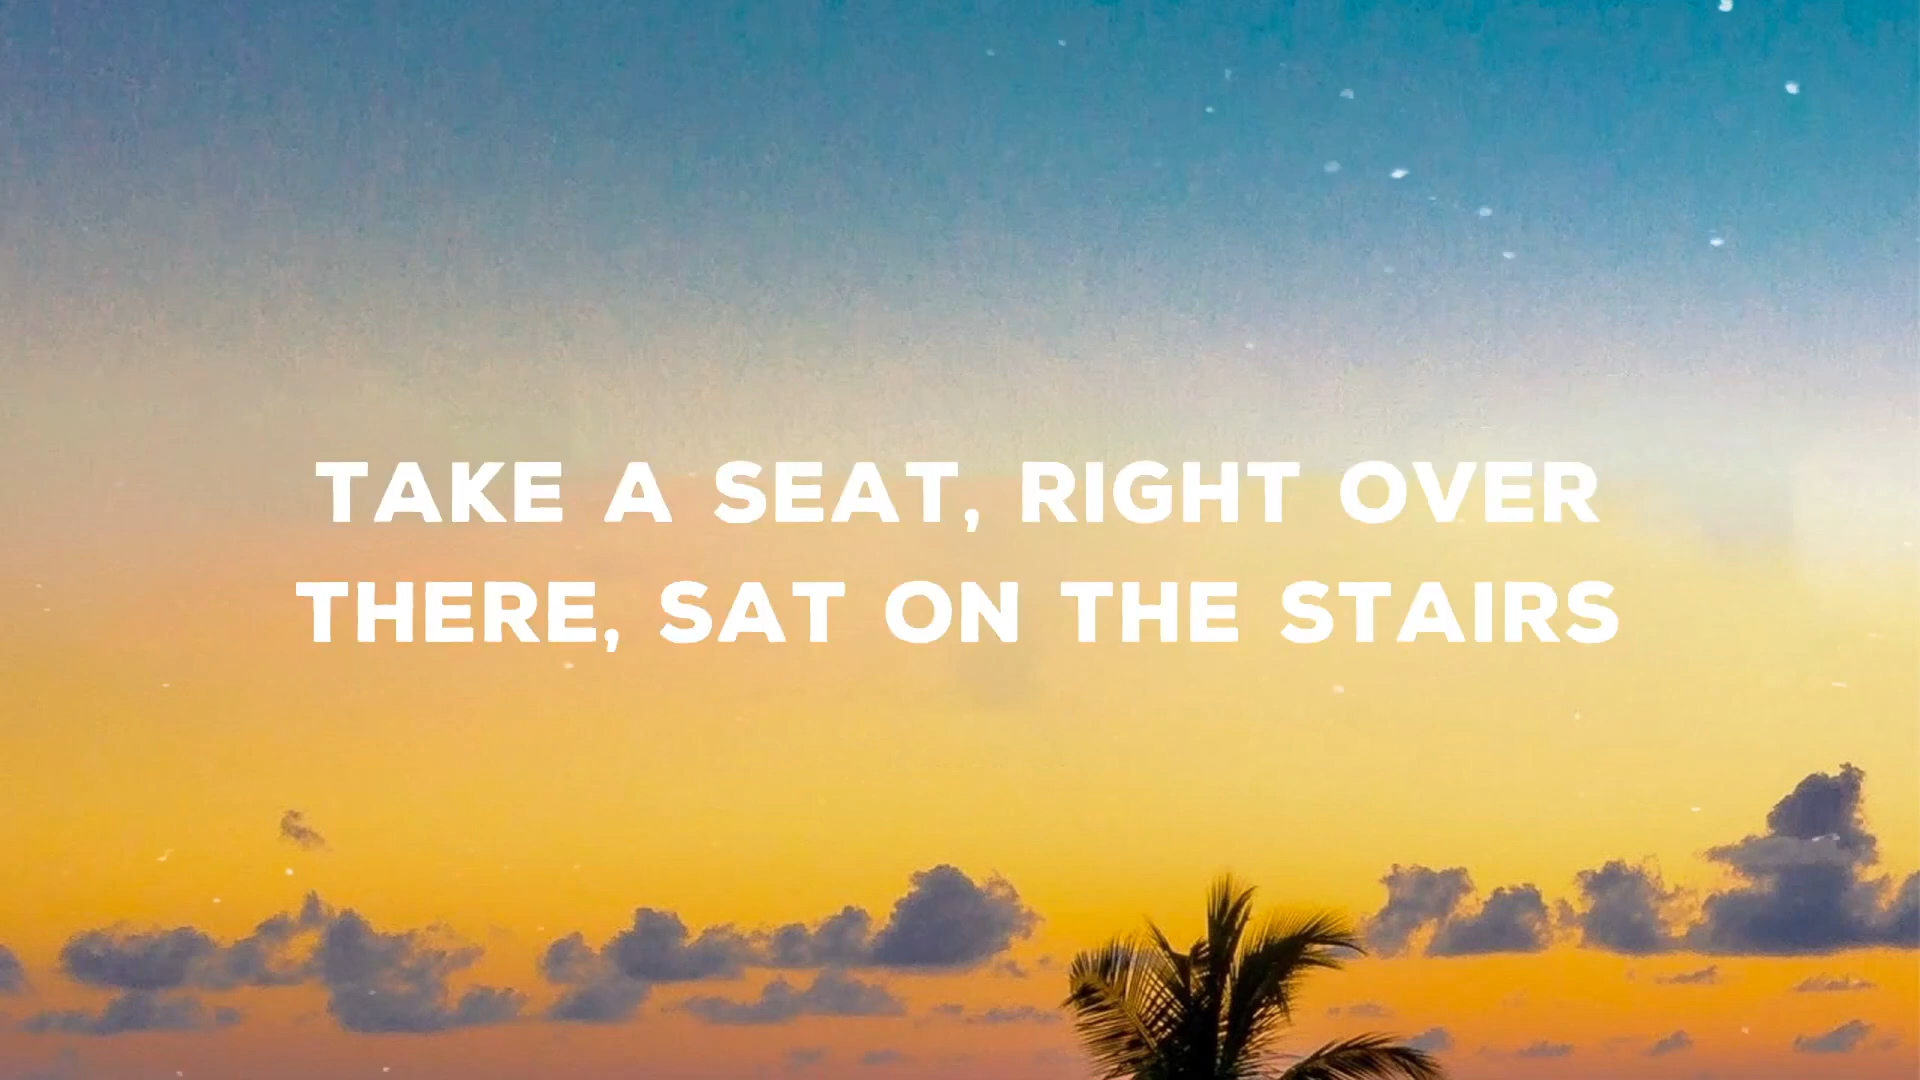 TAKE A SEAT, RIGHT OVER
THERE, SAT ON THE STAIRS